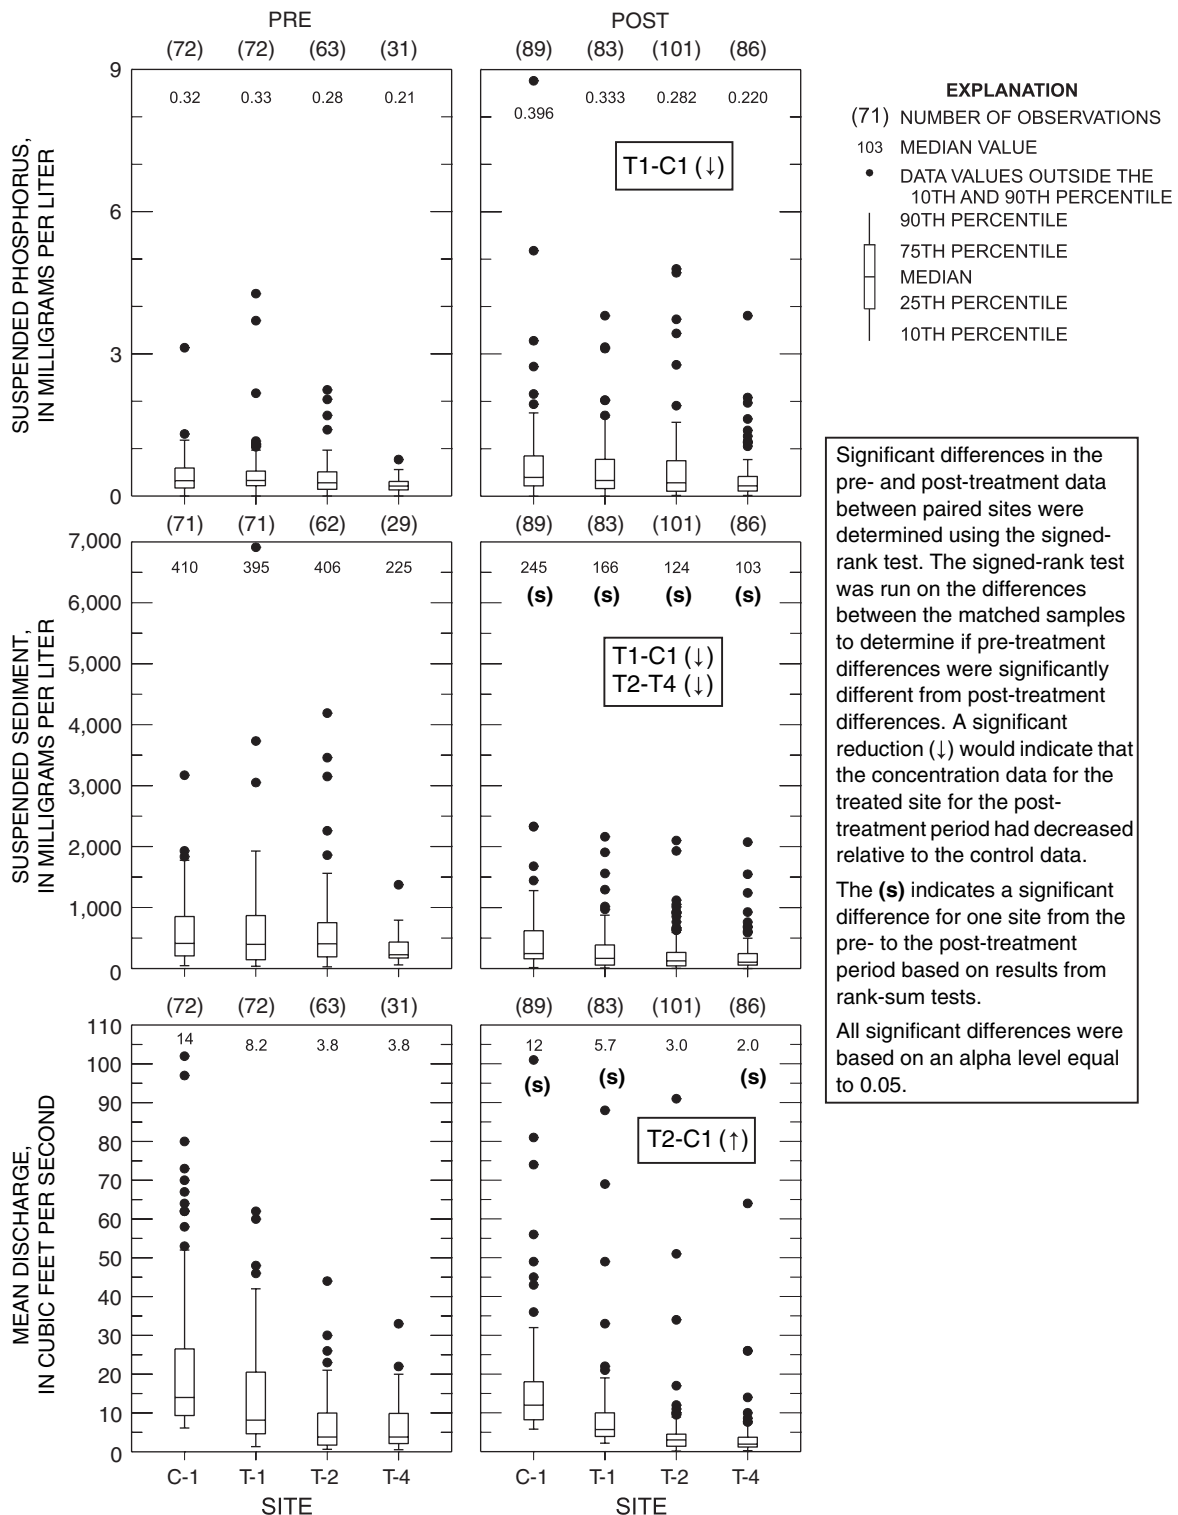 PRE
POST
(72) (72) (63) (31)
(89) (83) (101) (86)
SUSPENDED PHOSPHORUS,
IN MILLIGRAMS PER LITER
9
6
3
0
0.32 0.33 0.28 0.21
0.396 0.333 0.282 0.220
T1-C1 (↓)
EXPLANATION
(71) NUMBER OF OBSERVATIONS
103 MEDIAN VALUE
DATA VALUES OUTSIDE THE
10TH AND 90TH PERCENTILE
90TH PERCENTILE
75TH PERCENTILE
MEDIAN
25TH PERCENTILE
10TH PERCENTILE
(71) (71) (62) (29)
(89) (83) (101) (86)
SUSPENDED SEDIMENT,
IN MILLIGRAMS PER LITER
7,000
6,000
5,000
4,000
3,000
2,000
1,000
0
410 395 406 225
245 166 124 103
(s) (s) (s) (s)
T1-C1 (↓)
T2-T4 (↓)
Significant differences in the
pre- and post-treatment data
between paired sites were
determined using the signed-
rank test. The signed-rank test
was run on the differences
between the matched samples
to determine if pre-treatment
differences were significantly
different from post-treatment
differences. A significant
reduction (↓) would indicate that
the concentration data for the
treated site for the post-
treatment period had decreased
relative to the control data.
The (s) indicates a significant
difference for one site from the
pre- to the post-treatment
period based on results from
rank-sum tests.
All significant differences were
based on an alpha level equal
to 0.05.
(72) (72) (63) (31)
(89) (83) (101) (86)
MEAN DISCHARGE,
IN CUBIC FEET PER SECOND
110
100
90
80
70
60
50
40
30
20
10
0
14 8.2 3.8 3.8
12 5.7 3.0 2.0
(s) (s) (s)
T2-C1 (↑)
C-1 T-1 T-2 T-4
C-1 T-1 T-2 T-4
SITE
SITE